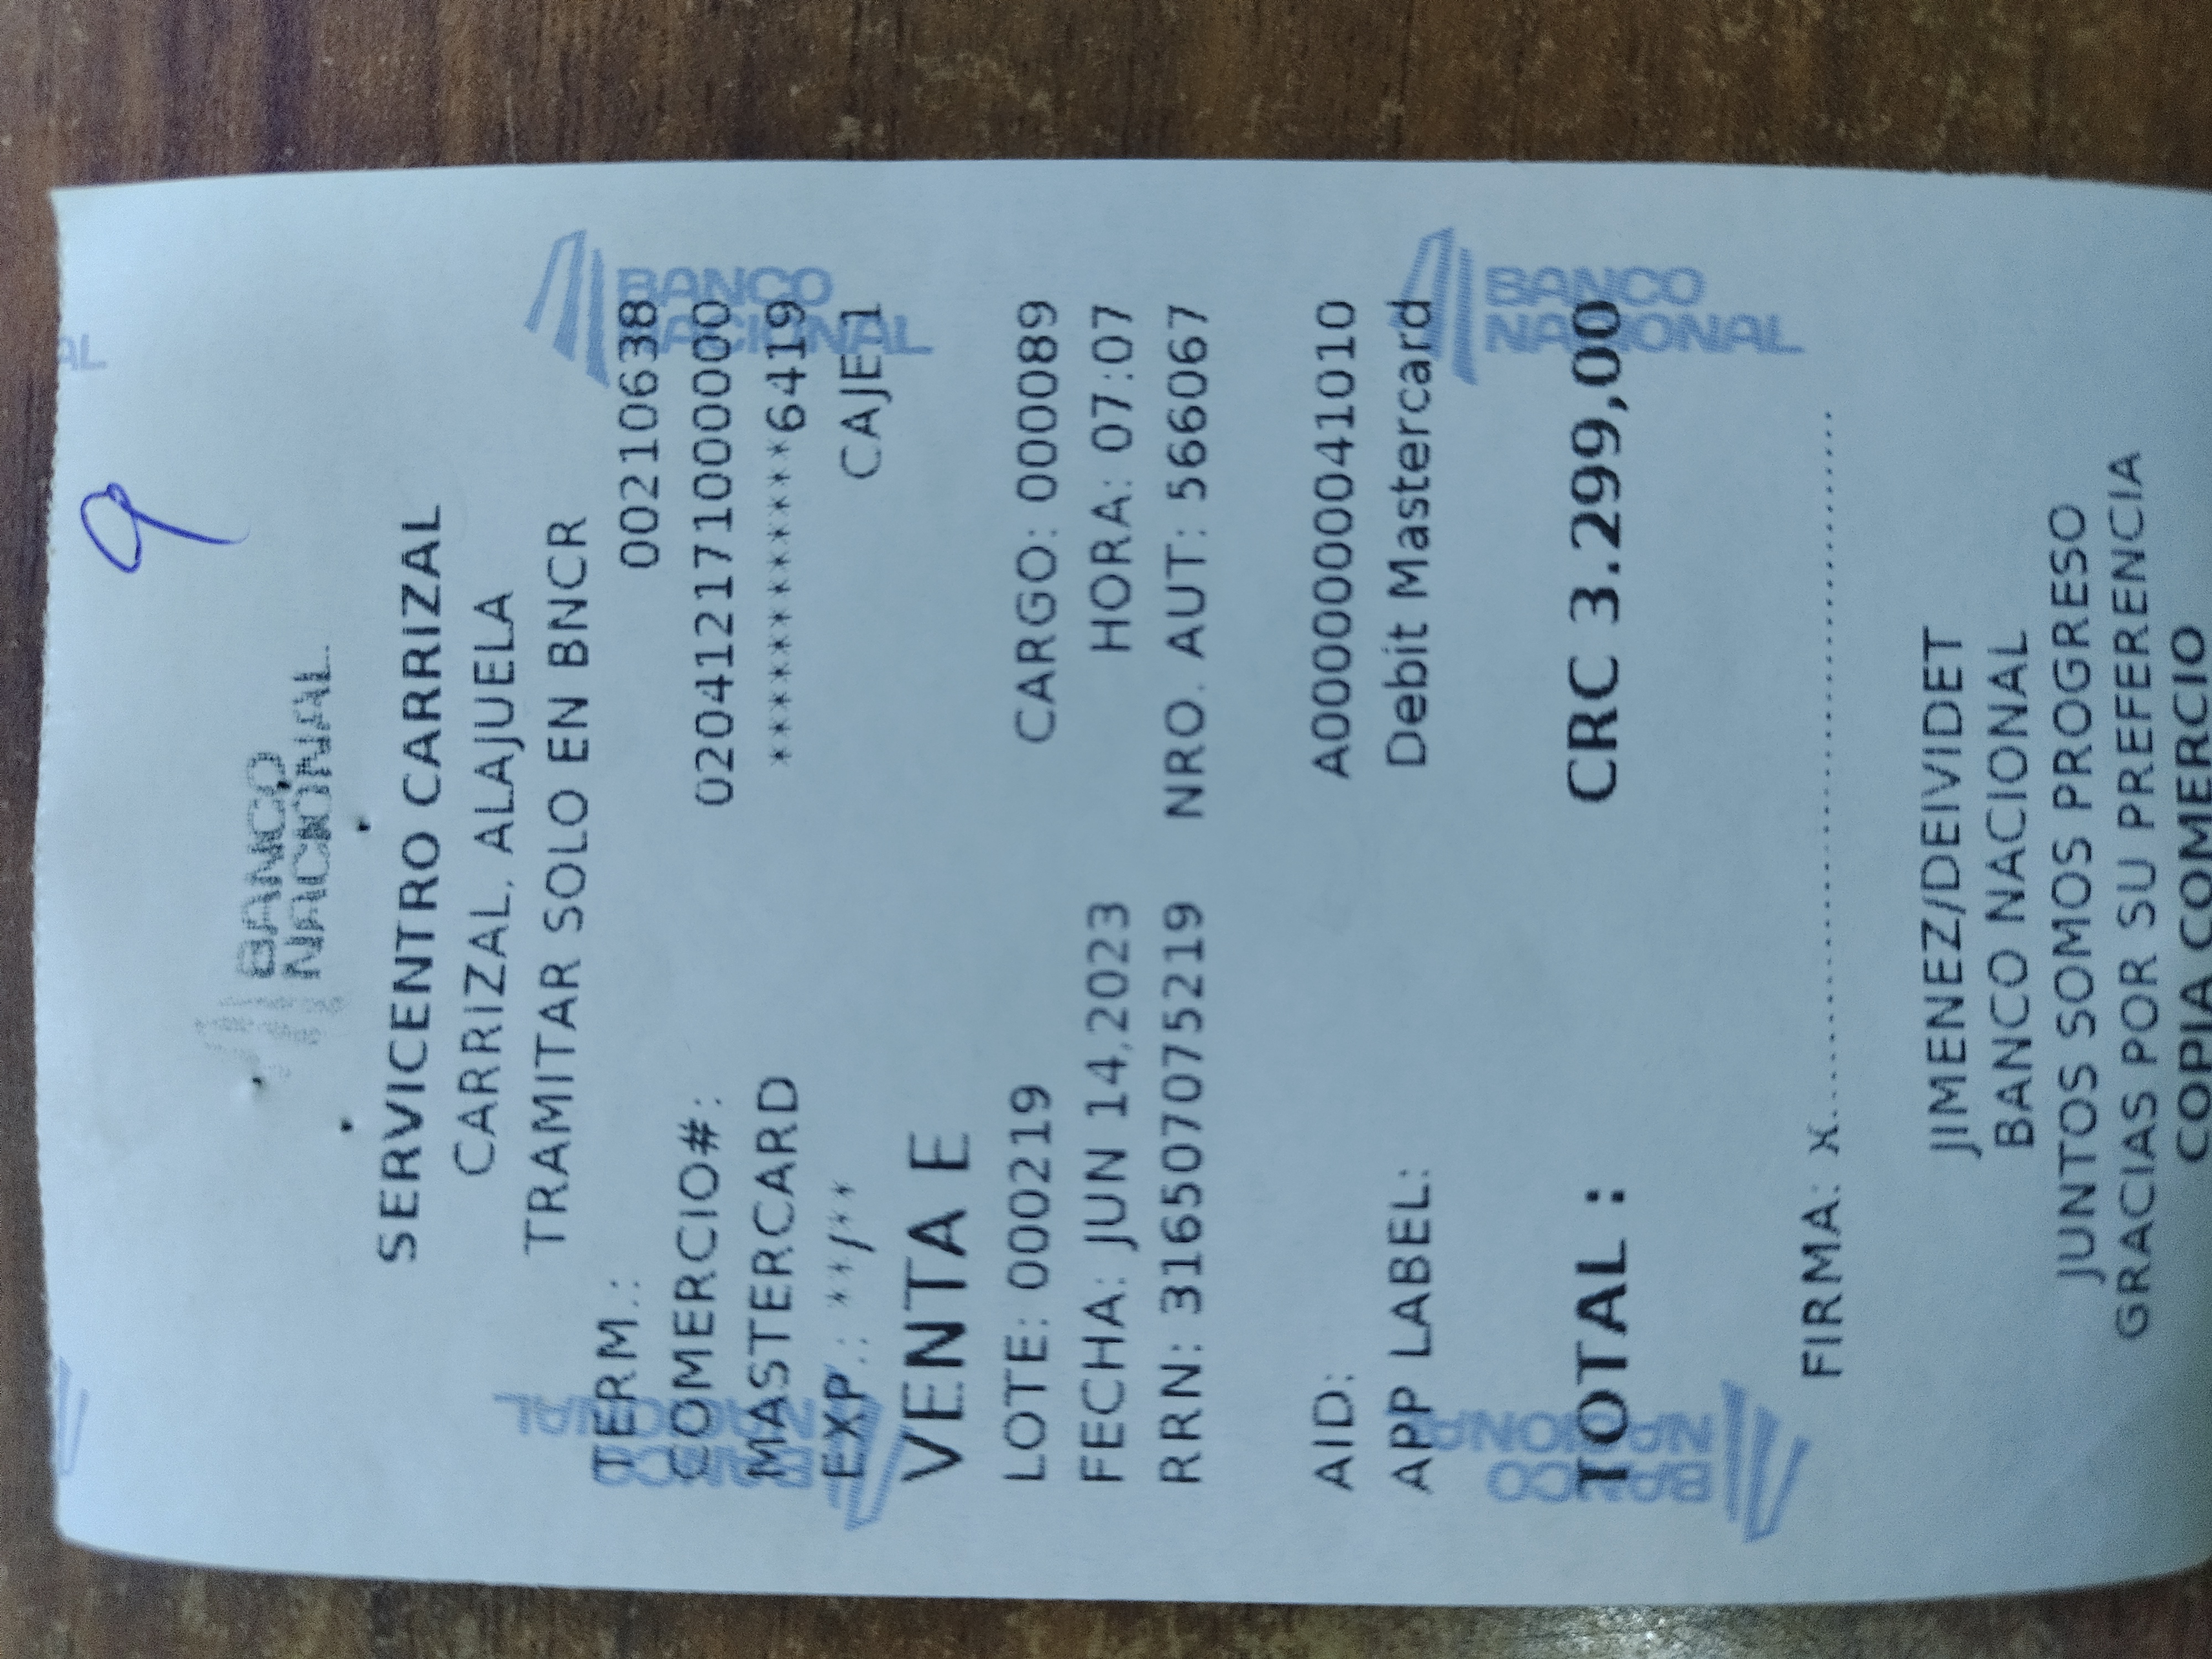 9
BANCO
NACIONAL
SERVICENTRO CARRIZAL
CARRIZAL, ALAJUELA
TRAMITAR SOLO EN BNCR
TERM.: 00210638
COMERCIO#: 020412171000000
MASTERCARD ************6419
EXP.: **/** CAJE 1
VENTA E
LOTE: 000219 CARGO: 000089
FECHA: JUN 14,2023 HORA: 07:07
RRN: 316507075219 NRO. AUT: 566067
AID: A0000000041010
APP LABEL: Debit Mastercard
TOTAL : CRC 3.299,00
FIRMA: x......................................
JIMENEZ/DEIVIDET
BANCO NACIONAL
JUNTOS SOMOS PROGRESO
GRACIAS POR SU PREFERENCIA
COPIA COMERCIO
BANCO
NACIONAL
BANCO
NACIONAL
BANCO
NACIONAL
BANCO
NACIONAL
AL